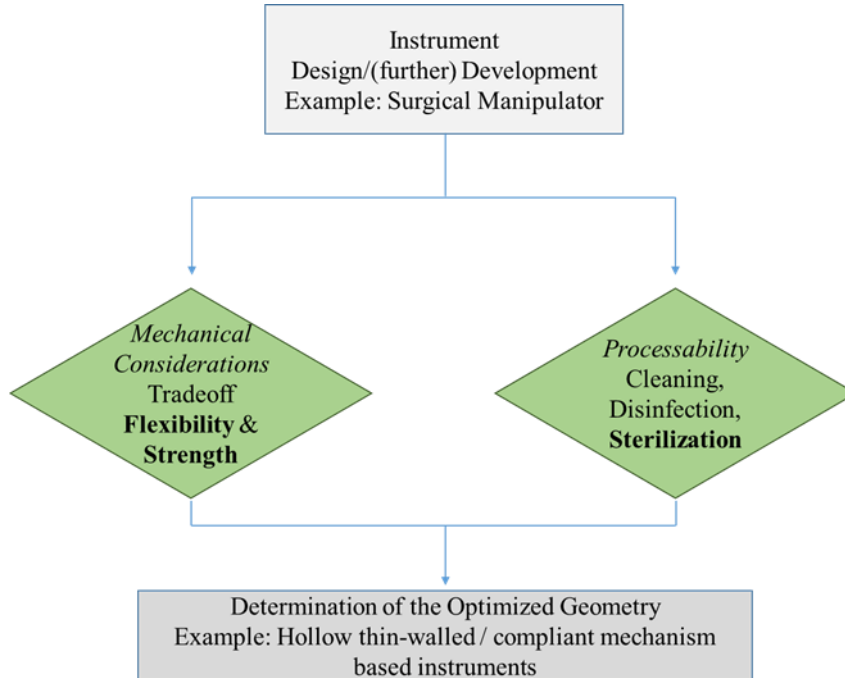 Instrument
Design/(further) Development
Example: Surgical Manipulator
Mechanical
Considerations
Tradeoff
Flexibility &
Strength
Processability
Cleaning,
Disinfection,
Sterilization
Determination of the Optimized Geometry
Example: Hollow thin-walled / compliant mechanism
based instruments